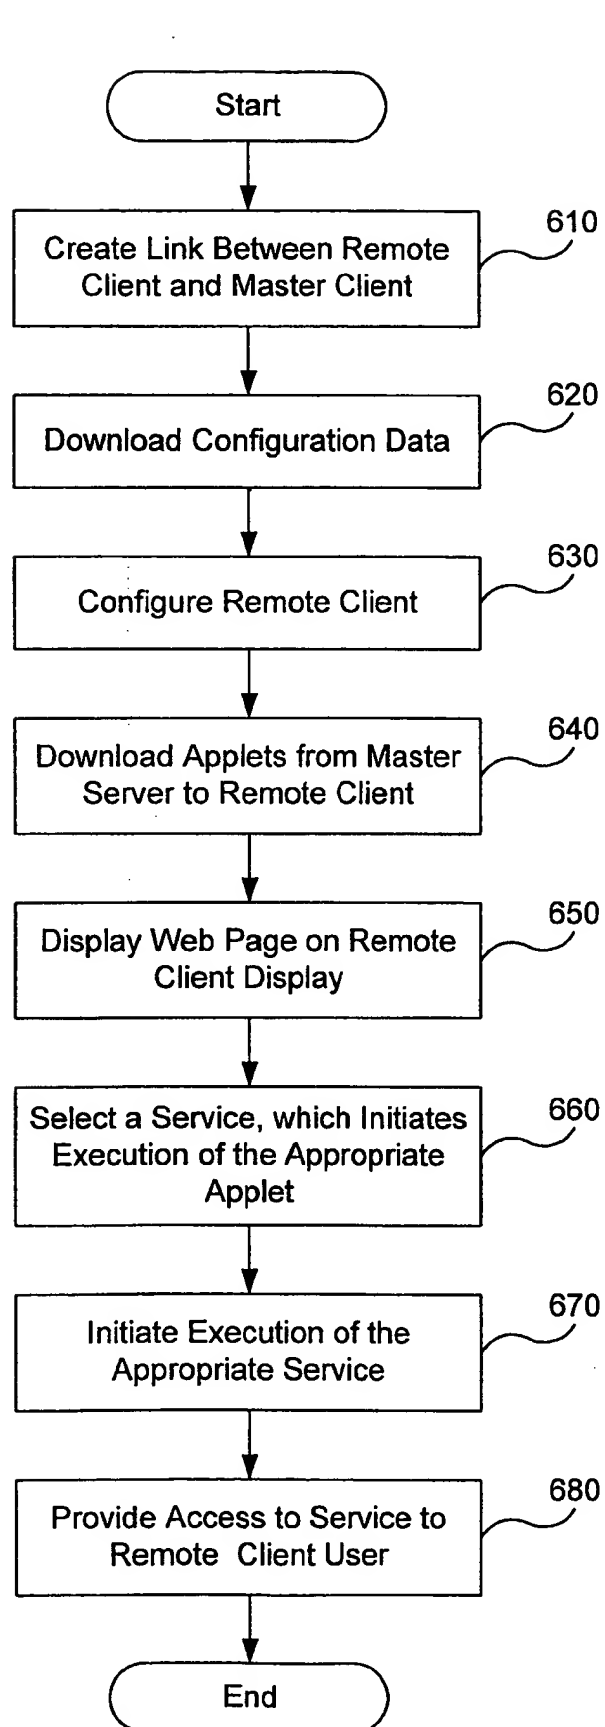 Start
610
Create Link Between Remote
Client and Master Client
620
Download Configuration Data
630
Configure Remote Client
640
Download Applets from Master
Server to Remote Client
650
Display Web Page on Remote
Client Display
660
Select a Service, which Initiates
Execution of the Appropriate
Applet
670
Initiate Execution of the
Appropriate Service
680
Provide Access to Service to
Remote Client User
End